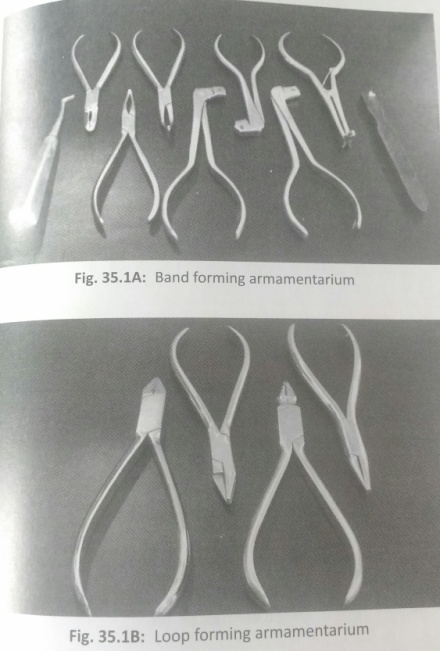 Fig. 35.1A: Band forming armamentarium
Fig. 35.1B: Loop forming armamentarium